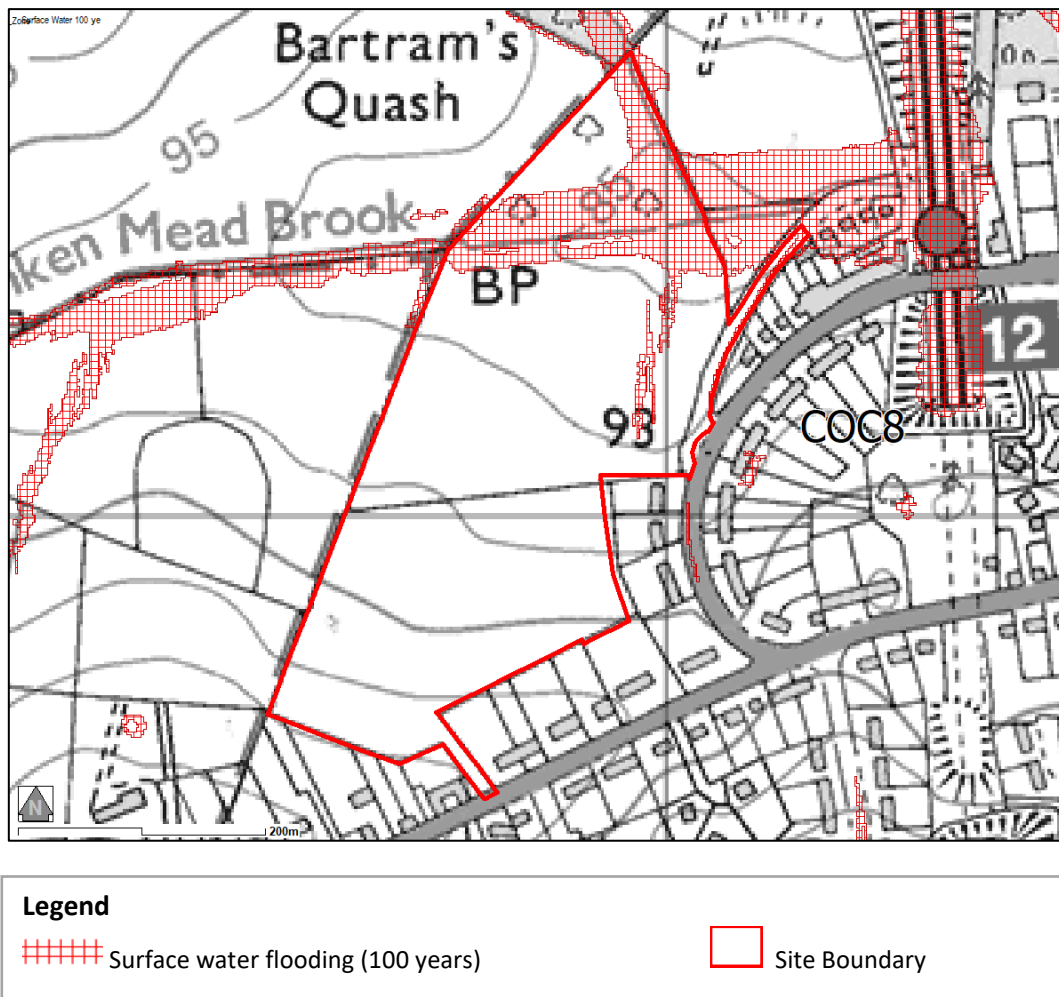 Surface Water 100 ye
Bartram's
Quash
95
ken Mead Brook
85
BP
12
93
COC8
N
200m
Legend
Surface water flooding (100 years)
Site Boundary